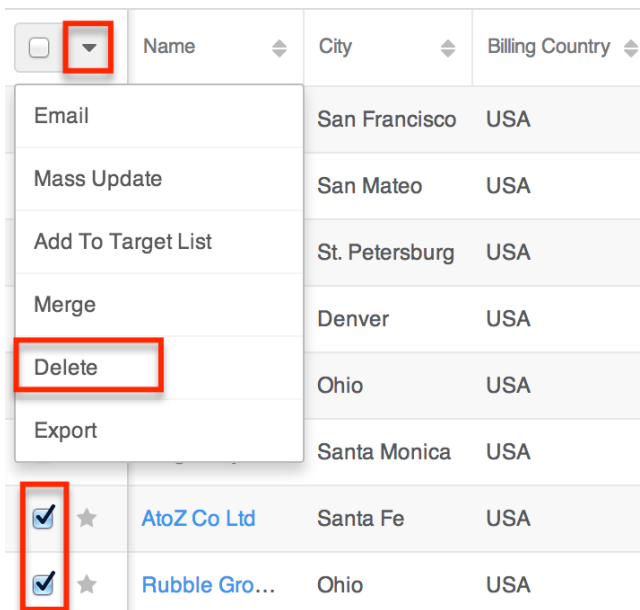 Name City Billing Country
Email
San Francisco USA
Mass Update
San Mateo USA
Add To Target List
St. Petersburg USA
Merge
Denver USA
Delete
Ohio USA
Export
Santa Monica USA
AtoZ Co Ltd Santa Fe USA
Rubble Gro... Ohio USA